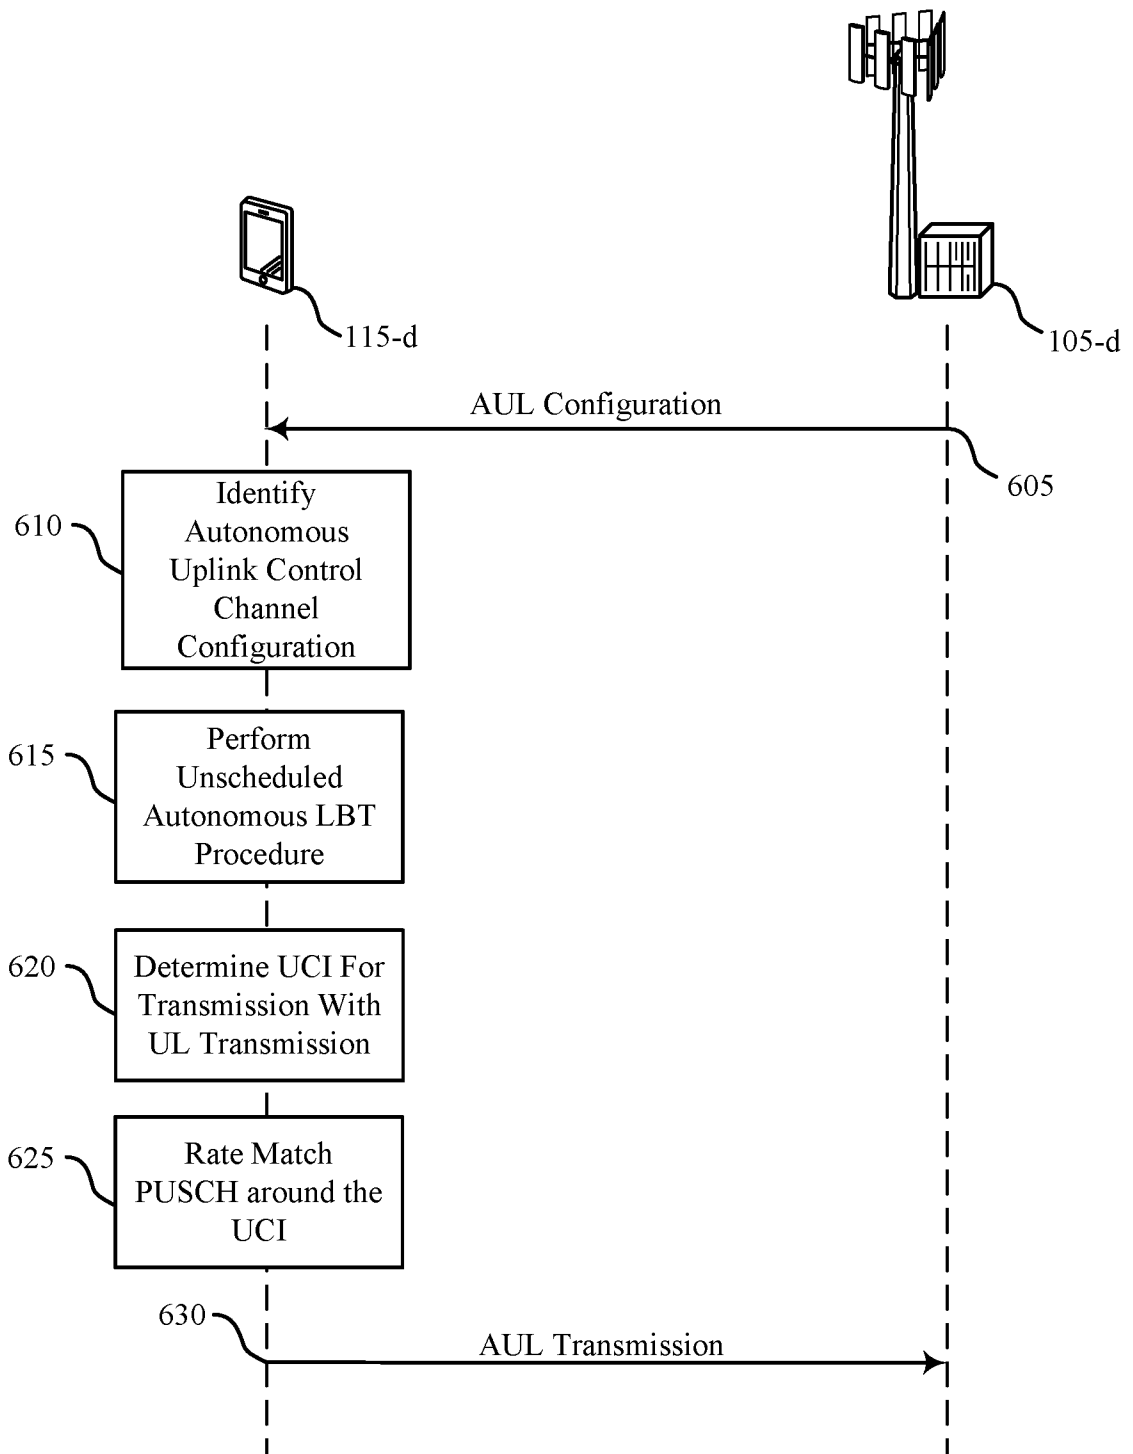 115-d
105-d
AUL Configuration
605
610
Identify
Autonomous
Uplink Control
Channel
Configuration
615
Perform
Unscheduled
Autonomous LBT
Procedure
620
Determine UCI For
Transmission With
UL Transmission
625
Rate Match
PUSCH around the
UCI
630
AUL Transmission